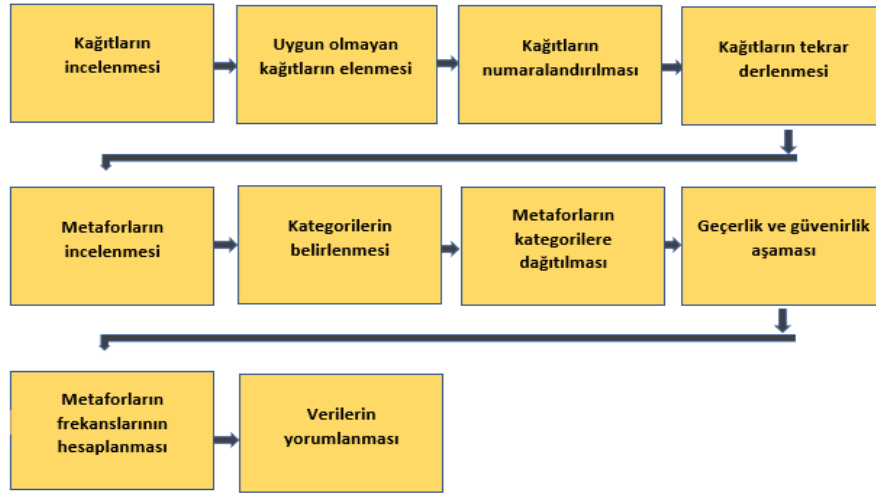 Kağıtların
incelenmesi
Uygun olmayan
kağıtların elenmesi
Kağıtların
numaralandırılması
Kağıtların tekrar
derlenmesi
Metaforların
incelenmesi
Kategorilerin
belirlenmesi
Metaforların
kategorilere
dağıtılması
Geçerlik ve güvenirlik
aşaması
Metaforların
frekanslarının
hesaplanması
Verilerin
yorumlanması